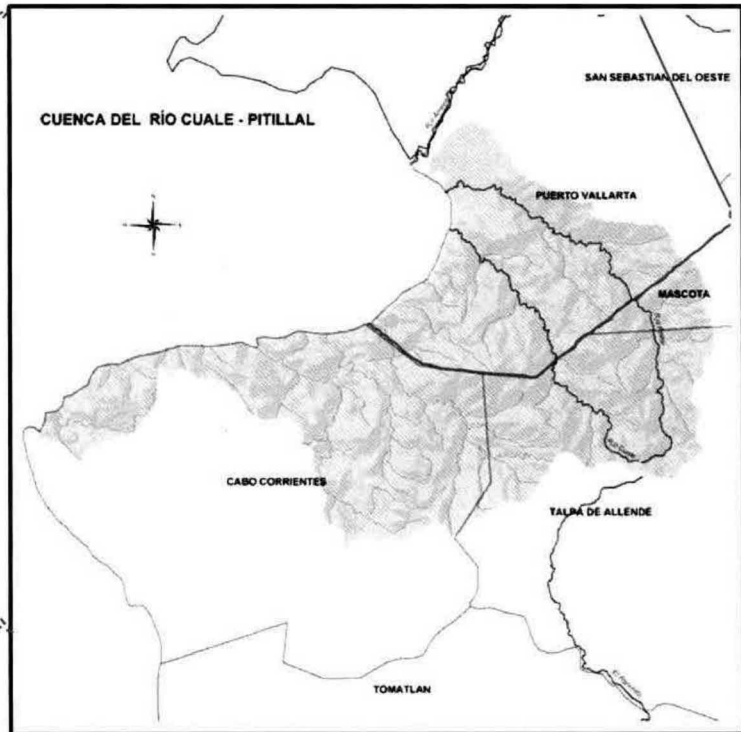 SAN SEBASTIAN DEL OESTE
CUENCA DEL RÍO CUALE - PITILLAL
PUERTO VALLARTA
MASCOTA
CABO CORRIENTES
TALPA DE ALLENDE
TOMATLAN